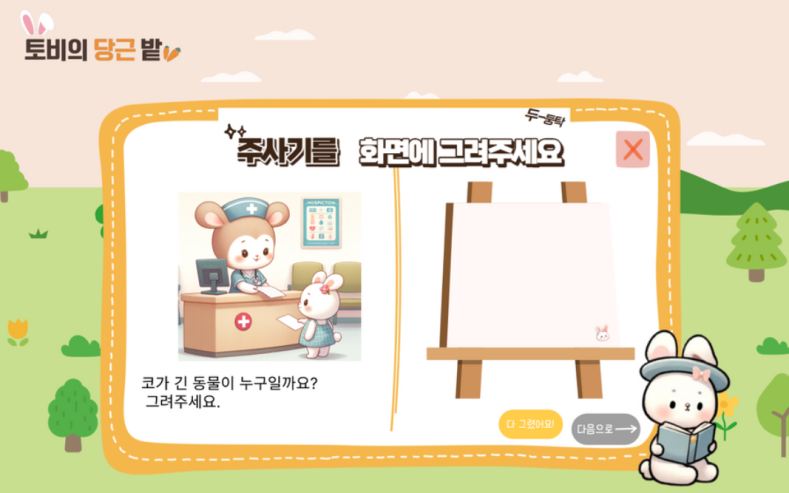 토비의 당근 밭
두-둥탁
주사기를 화면에 그려주세요
코가 긴 동물이 누구일까요?
그려주세요.
다 그렸어요!
다음으로